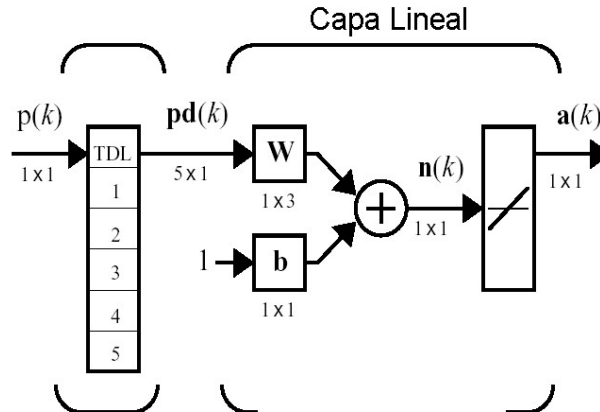 Capa Lineal
p(k)
1 x 1
TDL
1
2
3
4
5
pd(k)
5 x 1
W
1 x 3
1
b
1 x 1
n(k)
1 x 1
a(k)
1 x 1